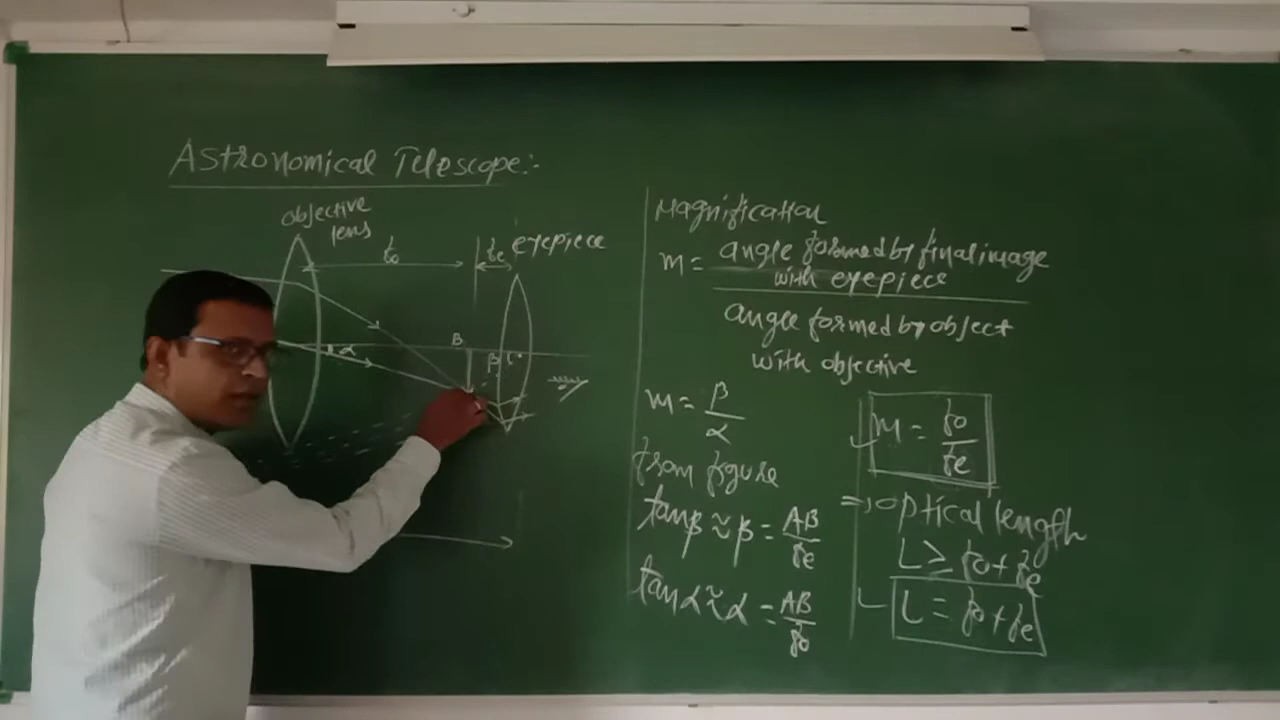 Astronomical Telescope:-
objective
lens
fo
fe
eyepiece
α
B
β
Magnification
m = angle formed by final image
with eyepiece
angle formed by object
with objective
m = β
α
from figure
tanβ ≈ β = AB
fe
tanα ≈ α = AB
fo
m = fo
fe
=> optical length
L ≥ fo + fe
L = fo + fe